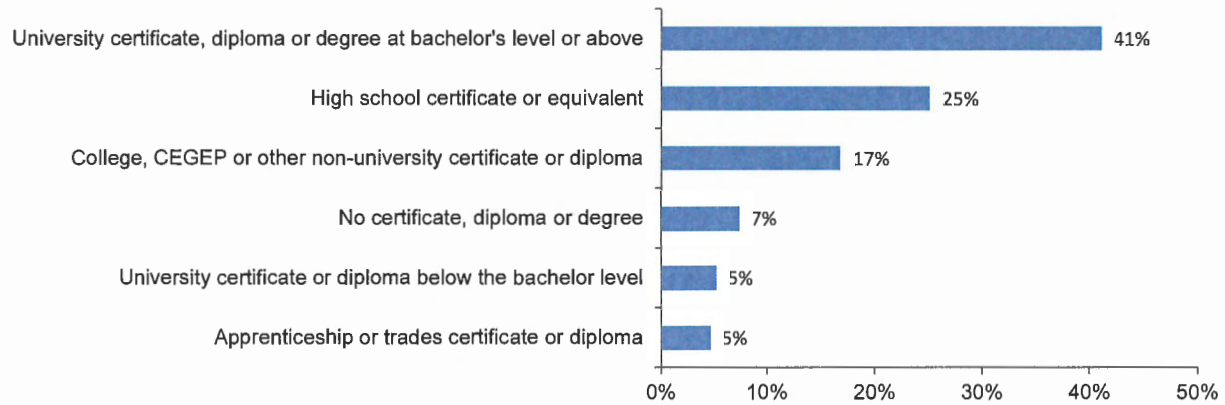 University certificate, diploma or degree at bachelor's level or above 41%
High school certificate or equivalent 25%
College, CEGEP or other non-university certificate or diploma 17%
No certificate, diploma or degree 7%
University certificate or diploma below the bachelor level 5%
Apprenticeship or trades certificate or diploma 5%
0% 10% 20% 30% 40% 50%